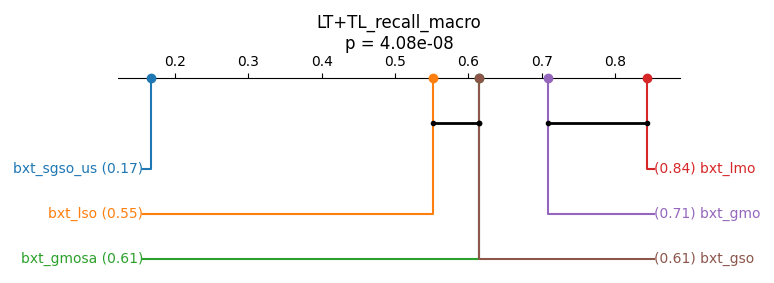 LT+TL_recall_macro
p = 4.08e-08
0.2 0.3 0.4 0.5 0.6 0.7 0.8
bxt_sgso_us (0.17) (0.84) bxt_lmo
bxt_lso (0.55) (0.71) bxt_gmo
bxt_gmosa (0.61) (0.61) bxt_gso